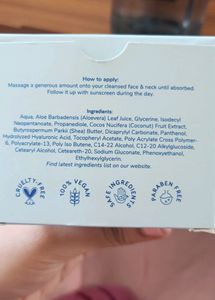 How to apply:
Massage a generous amount onto your cleansed face & neck until absorbed.
Follow it up with sunscreen during the day.
Ingredients:
Aqua, Aloe Barbadensis (Aloevera) Leaf Juice, Glycerine, Isodecyl
Neopentanoate, Propanediole, Cocos Nucifera (Coconut) Fruit Extract,
Butyrospermum Parkii (Shea) Butter, Dicaprylyl Carbonate, Panthenol,
Hydrolyzed Hyaluronic Acid, Tocopheryl Acetate, Poly Acrylate Cross Polymer-
6, Polyacrylate-13, Poly Iso Butene, C14-22 Alcohol, C12-20 Alkylglucoside,
Cetearyl Alcohol, Ceteareth-20, Sodium Gluconate, Phenoxyethanol,
Ethylhexylglycerin.
Find latest ingredients list on our website.
CRUELTY FREE
100% VEGAN
SAFE INGREDIENTS
PARABEN FREE